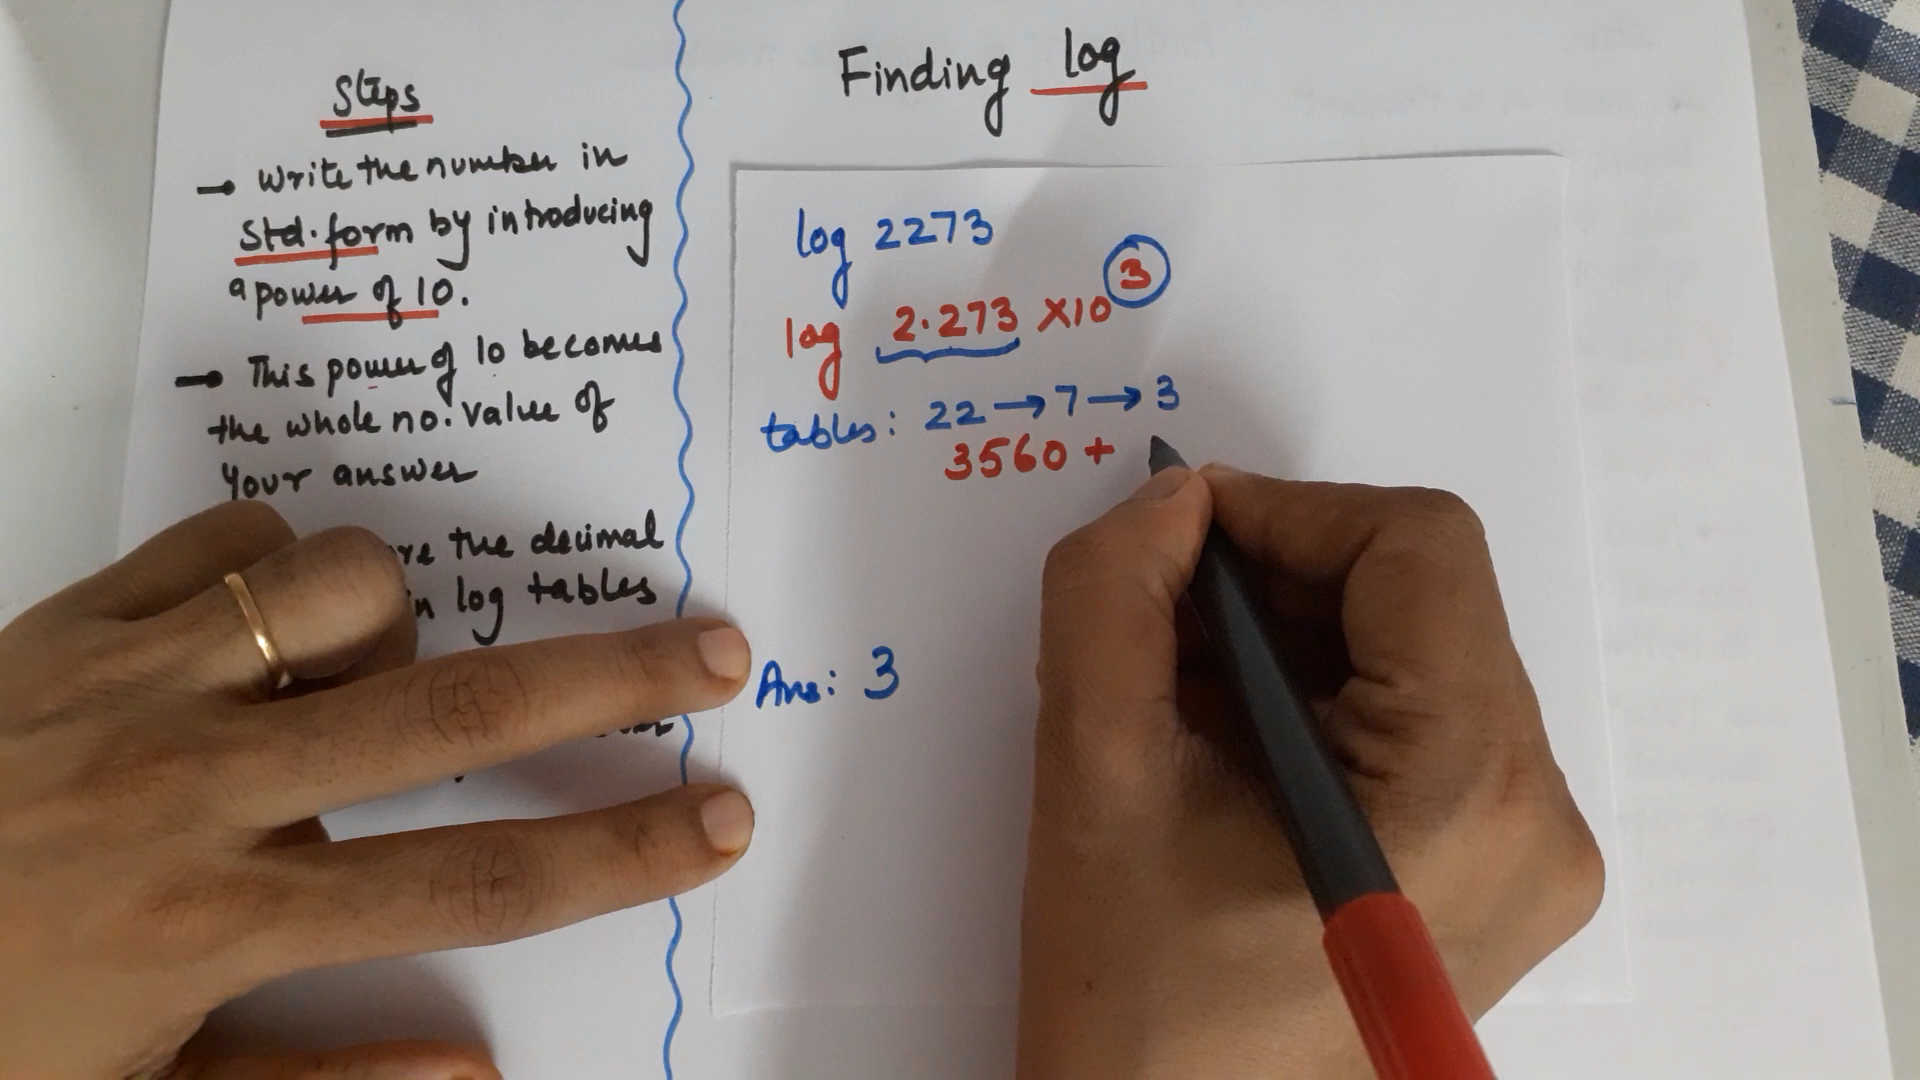 Steps
→ Write the number in
Std. form by introducing
a power of 10.
→ This power of 10 becomes
the whole no. value of
your answer
the decimal
in log tables
Finding log
log 2273
log 2.273 ×10³
tables: 22 → 7 → 3
3560 +
Ans: 3